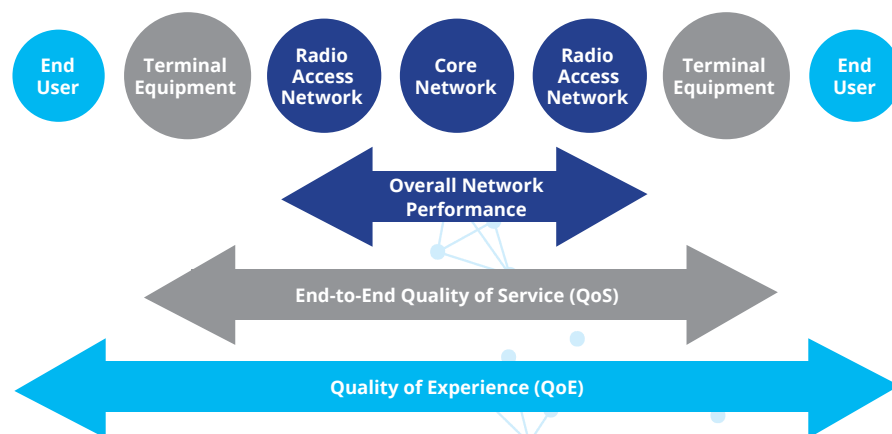 End
User
Terminal
Equipment
Radio
Access
Network
Core
Network
Radio
Access
Network
Terminal
Equipment
End
User
Overall Network
Performance
End-to-End Quality of Service (QoS)
Quality of Experience (QoE)